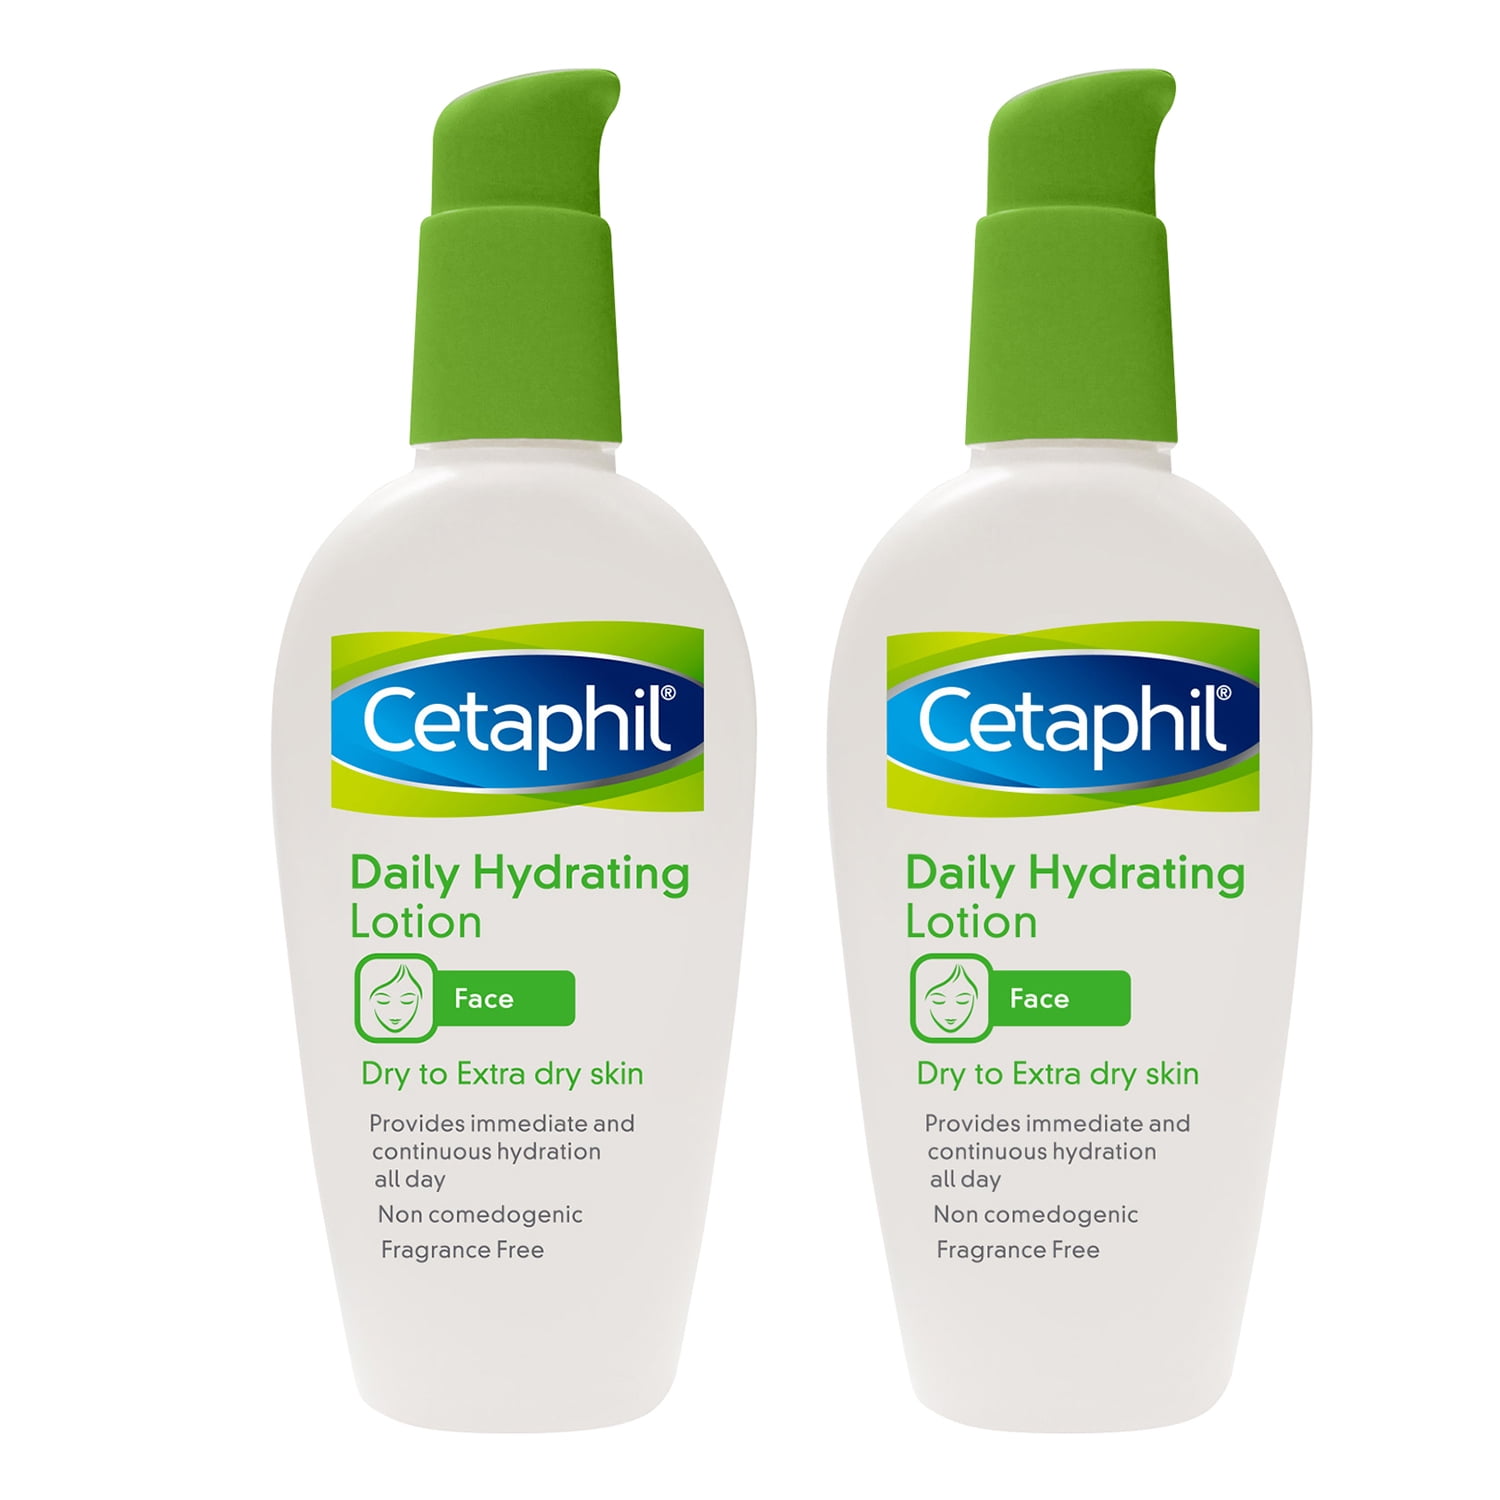 Cetaphil®
Daily Hydrating
Lotion
Face
Dry to Extra dry skin
Provides immediate and
continuous hydration
all day
Non comedogenic
Fragrance Free
Cetaphil®
Daily Hydrating
Lotion
Face
Dry to Extra dry skin
Provides immediate and
continuous hydration
all day
Non comedogenic
Fragrance Free